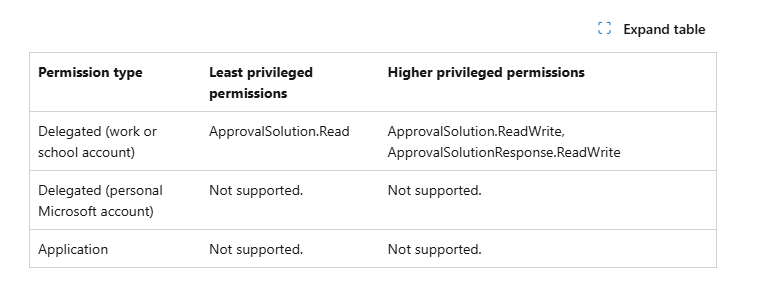 Expand table
Permission type
Least privileged
permissions
Higher privileged permissions
Delegated (work or
school account)
ApprovalSolution.Read
ApprovalSolution.ReadWrite,
ApprovalSolutionResponse.ReadWrite
Delegated (personal
Microsoft account)
Not supported.
Not supported.
Application
Not supported.
Not supported.